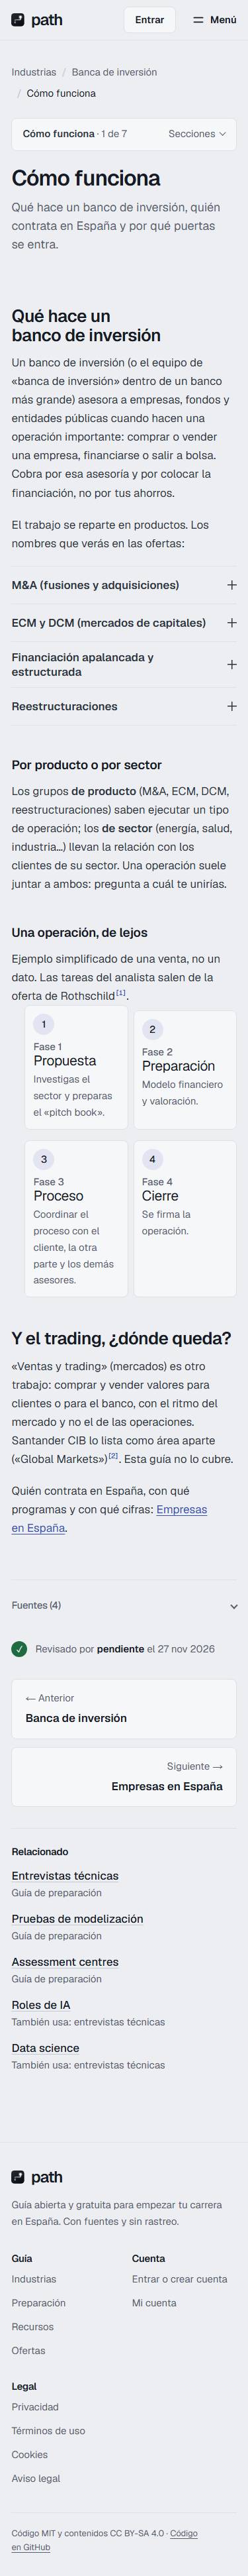 path
Entrar
Menú
Industrias / Banca de inversión
/ Cómo funciona
Cómo funciona · 1 de 7
Secciones
Cómo funciona
Qué hace un banco de inversión, quién
contrata en España y por qué puertas
se entra.
Qué hace un
banco de inversión
Un banco de inversión (o el equipo de
«banca de inversión» dentro de un banco
más grande) asesora a empresas, fondos y
entidades públicas cuando hacen una
operación importante: comprar o vender
una empresa, financiarse o salir a bolsa.
Cobra por esa asesoría y por colocar la
financiación, no por tus ahorros.
El trabajo se reparte en productos. Los
nombres que verás en las ofertas:
M&A (fusiones y adquisiciones)
ECM y DCM (mercados de capitales)
Financiación apalancada y
estructurada
Reestructuraciones
Por producto o por sector
Los grupos de producto (M&A, ECM, DCM,
reestructuraciones) saben ejecutar un tipo
de operación; los de sector (energía, salud,
industria…) llevan la relación con los
clientes de su sector. Una operación suele
juntar a ambos: pregunta a cuál te unirías.
Una operación, de lejos
Ejemplo simplificado de una venta, no un
dato. Las tareas del analista salen de la
oferta de Rothschild[1].
1
Fase 1
Propuesta
Investigas el
sector y preparas
el «pitch book».
2
Fase 2
Preparación
Modelo financiero
y valoración.
3
Fase 3
Proceso
Coordinar el
proceso con el
cliente, la otra
parte y los demás
asesores.
4
Fase 4
Cierre
Se firma la
operación.
Y el trading, ¿dónde queda?
«Ventas y trading» (mercados) es otro
trabajo: comprar y vender valores para
clientes o para el banco, con el ritmo del
mercado y no el de las operaciones.
Santander CIB lo lista como área aparte
(«Global Markets»)[2]. Esta guía no lo cubre.
Quién contrata en España, con qué
programas y con qué cifras: Empresas
en España.
Fuentes (4)
Revisado por pendiente el 27 nov 2026
← Anterior
Banca de inversión
Siguiente →
Empresas en España
Relacionado
Entrevistas técnicas
Guía de preparación
Pruebas de modelización
Guía de preparación
Assessment centres
Guía de preparación
Roles de IA
También usa: entrevistas técnicas
Data science
También usa: entrevistas técnicas
path
Guía abierta y gratuita para empezar tu carrera
en España. Con fuentes y sin rastreo.
Guía
Industrias
Preparación
Recursos
Ofertas
Cuenta
Entrar o crear cuenta
Mi cuenta
Legal
Privacidad
Términos de uso
Cookies
Aviso legal
Código MIT y contenidos CC BY-SA 4.0 · Código
en GitHub